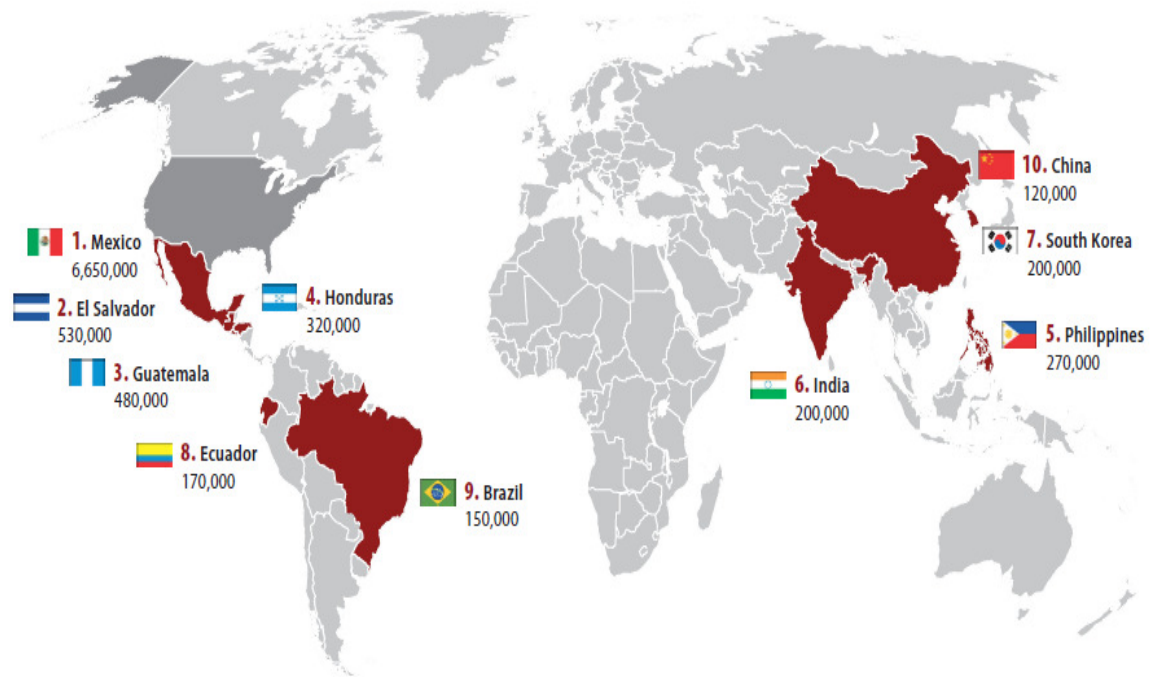 1. Mexico
6,650,000
2. El Salvador
530,000
3. Guatemala
480,000
4. Honduras
320,000
8. Ecuador
170,000
9. Brazil
150,000
10. China
120,000
7. South Korea
200,000
5. Philippines
270,000
6. India
200,000